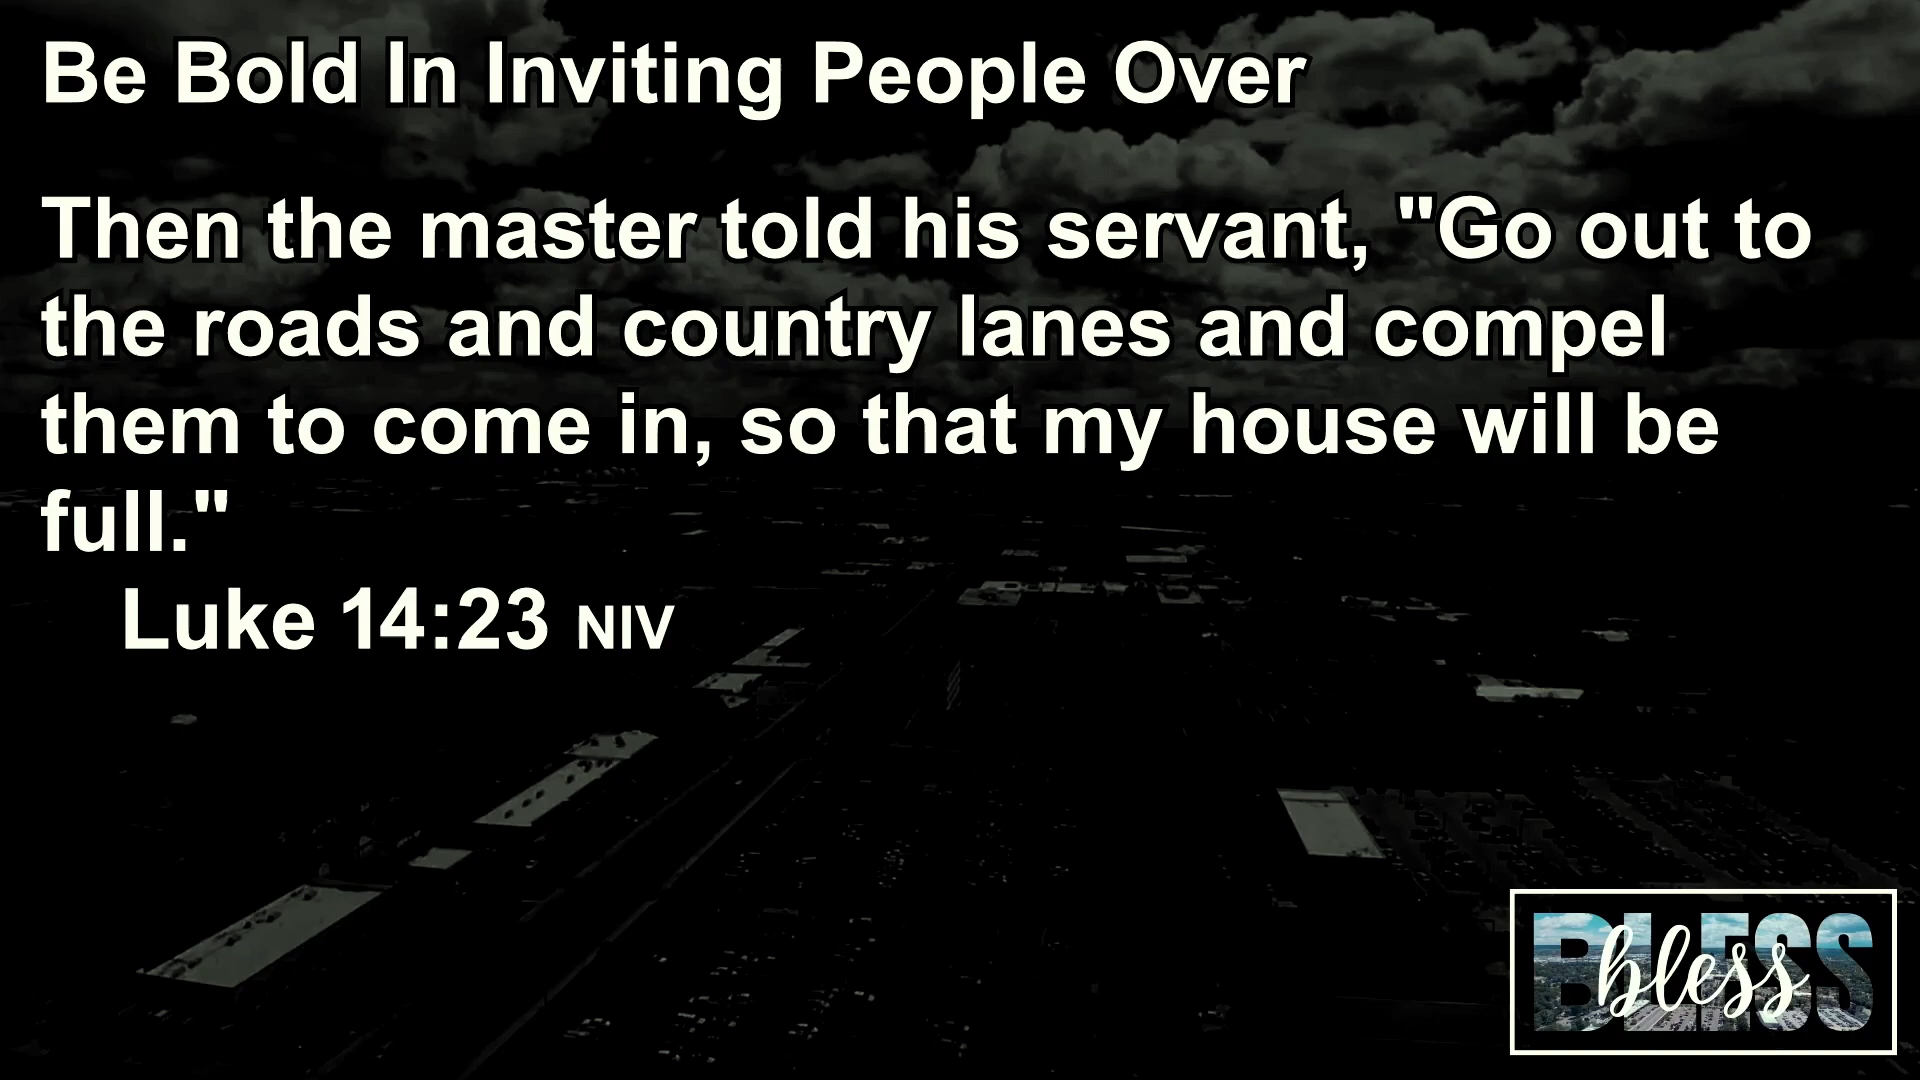 Be Bold In Inviting People Over
Then the master told his servant, "Go out to
the roads and country lanes and compel
them to come in, so that my house will be
full."
Luke 14:23 NIV
BLESS
bless